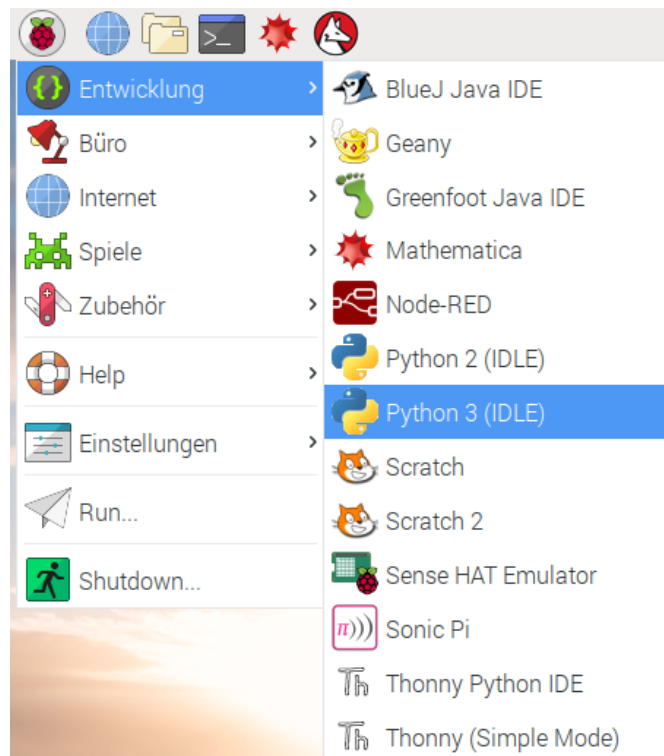 Entwicklung
Büro
Internet
Spiele
Zubehör
Help
Einstellungen
Run...
Shutdown...
BlueJ Java IDE
Geany
Greenfoot Java IDE
Mathematica
Node-RED
Python 2 (IDLE)
Python 3 (IDLE)
Scratch
Scratch 2
Sense HAT Emulator
π)))
Sonic Pi
Th
Thonny Python IDE
Th
Thonny (Simple Mode)